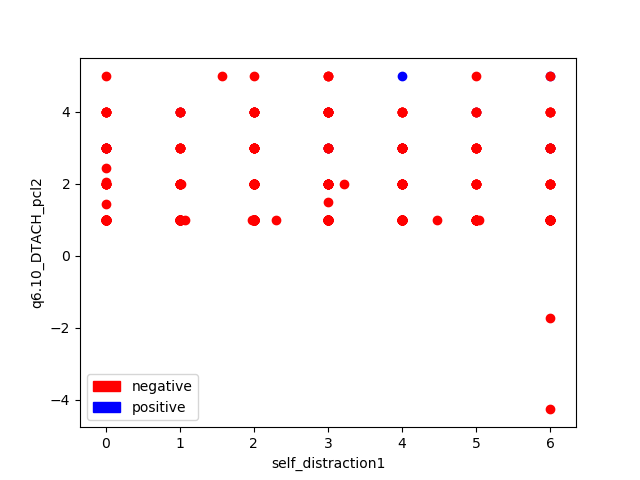 q6.10_DTACH_pcl2
4
2
0
−2
−4
negative
positive
0 1 2 3 4 5 6
self_distraction1